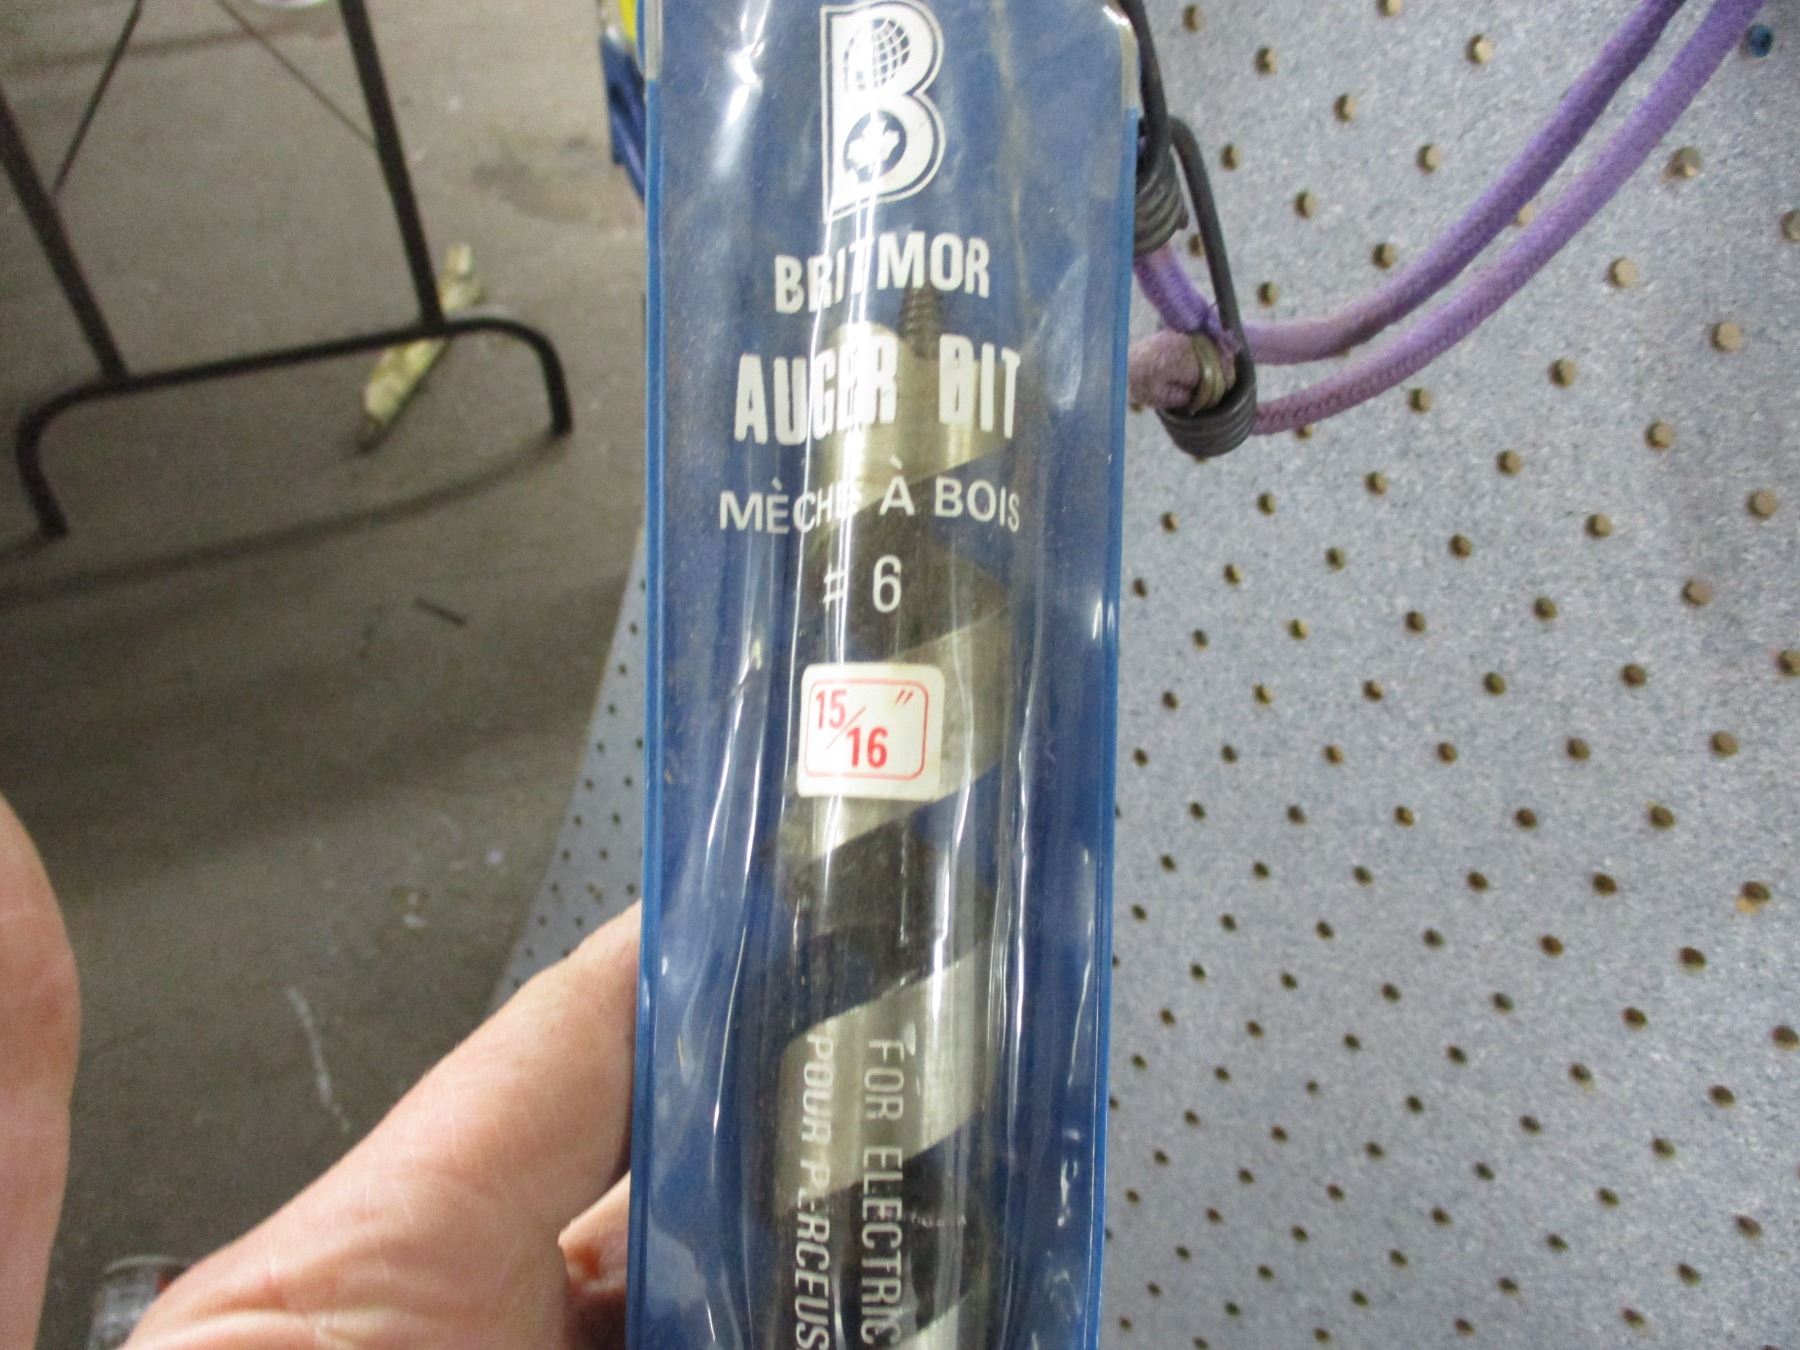 B
BRITMOR
AUGER BIT
MÈCHE À BOIS
# 6
15/16"
FOR ELECTRIC
POUR PERCEUS